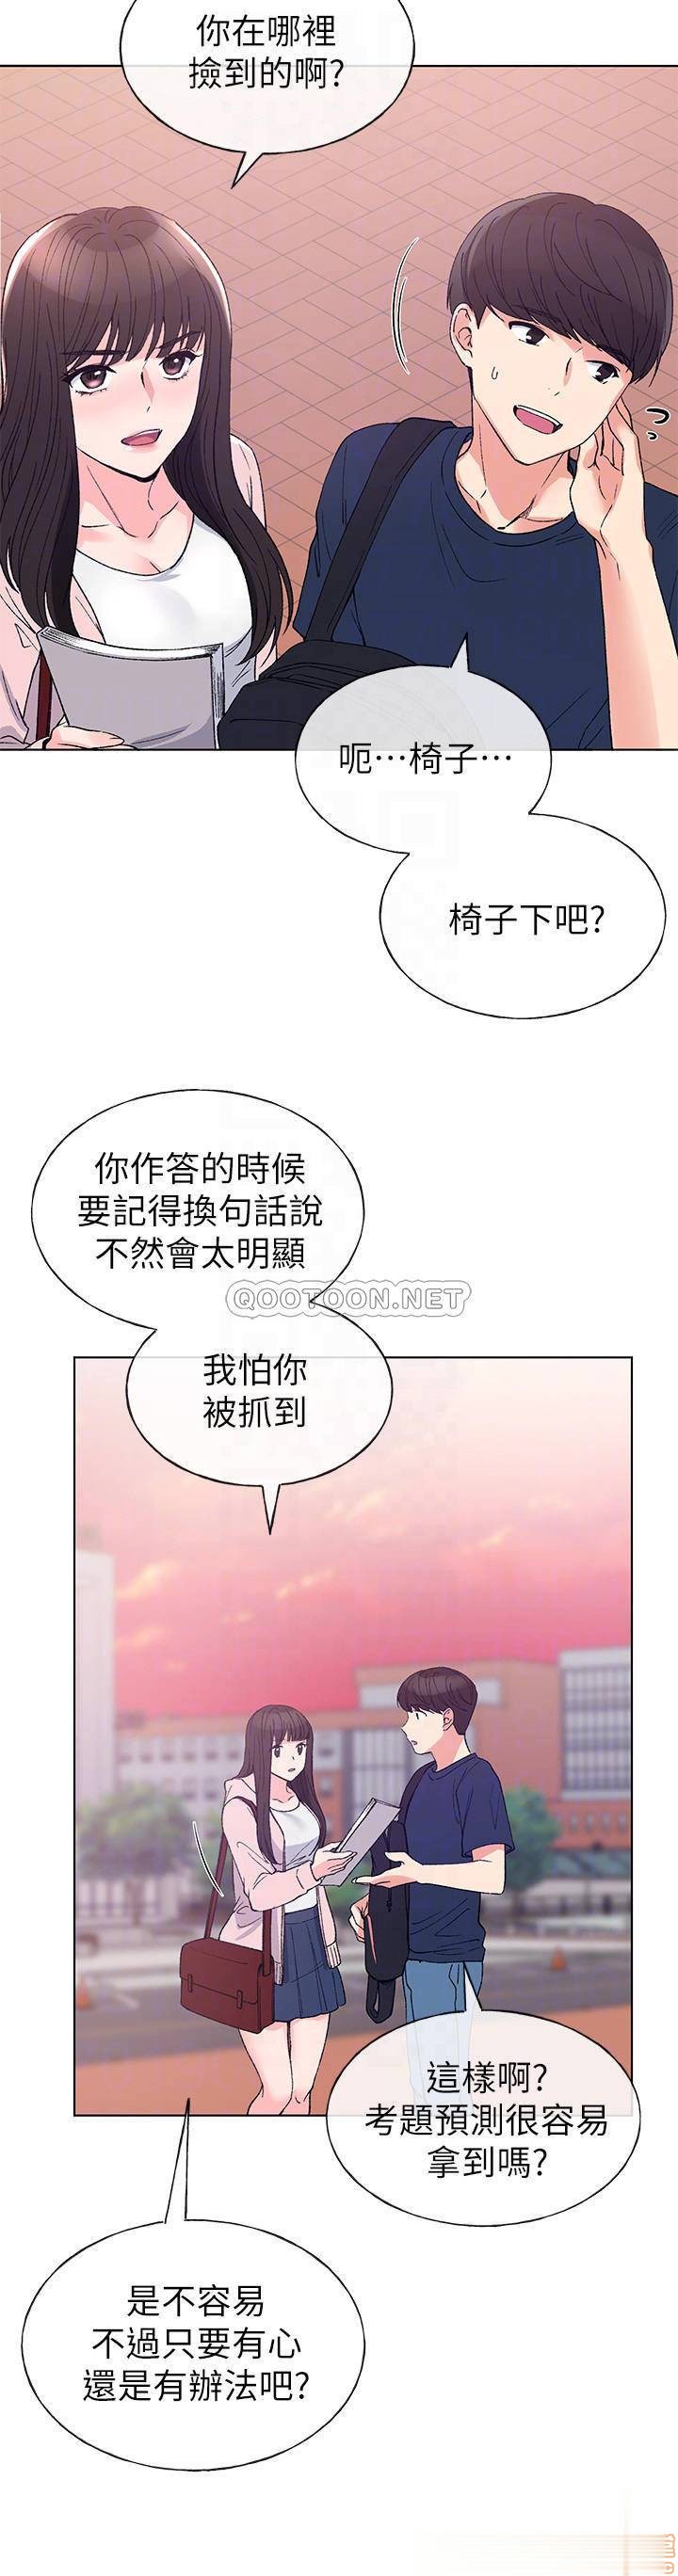 你在哪裡
撿到的啊?
呃⋯椅子⋯
椅子下吧?
你作答的時候
要記得換句話說
不然會太明顯
QOOTOON.NET
我怕你
被抓到
這樣啊?
考題預測很容易
拿到嗎?
是不容易
不過只要有心
還是有辦法吧?